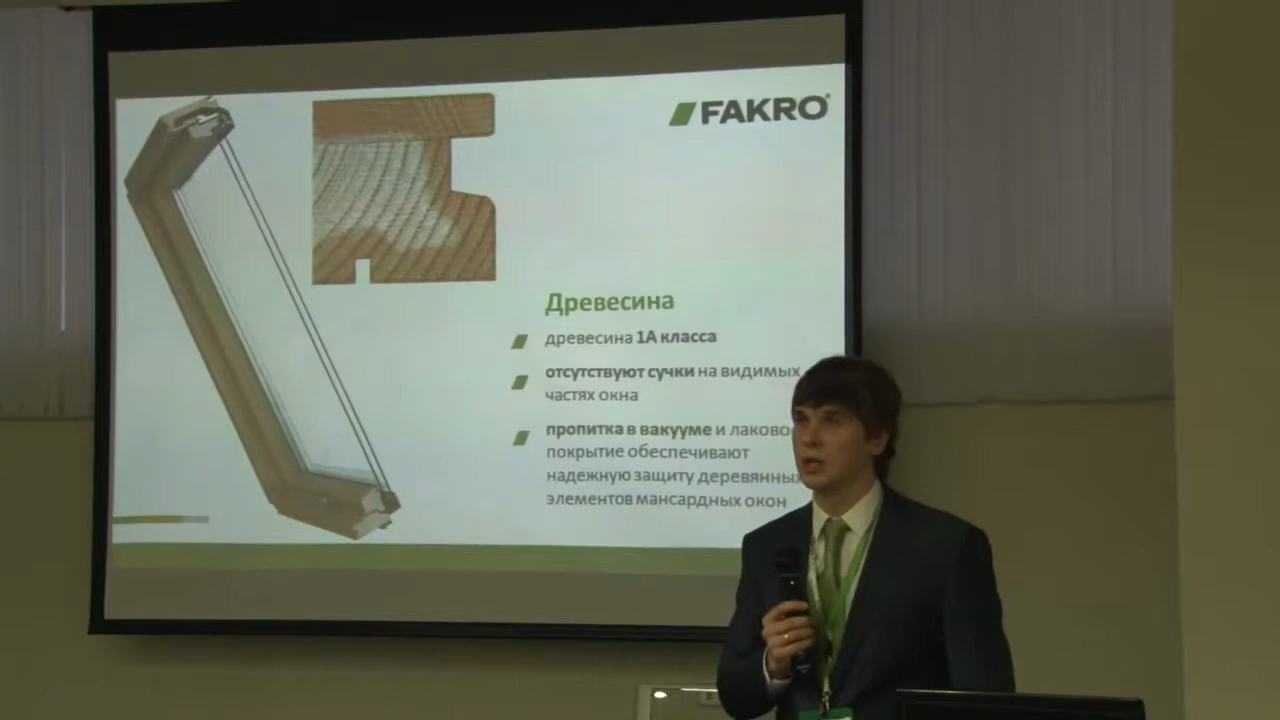 FAKRO
Древесина
древесина 1А класса
отсутствуют сучки на видимых
частях окна
пропитка в вакууме и лаково
покрытие обеспечивают
надежную защиту деревянны
элементов мансардных окон